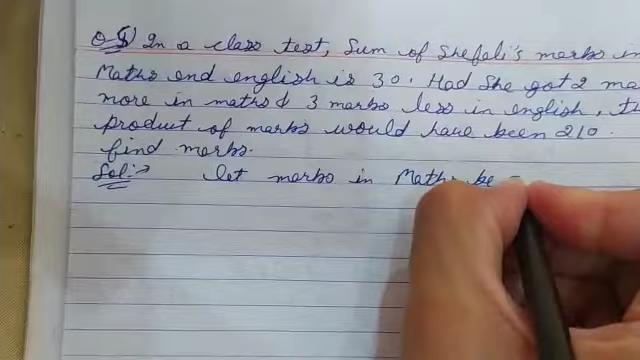 Q 5) In a class test, Sum of Shefali's marks in
Maths and english is 30. Had She got 2 ma
more in maths & 3 marks less in english, t
product of marks would have been 210.
find marks.
Sol:→ let marks in Maths be